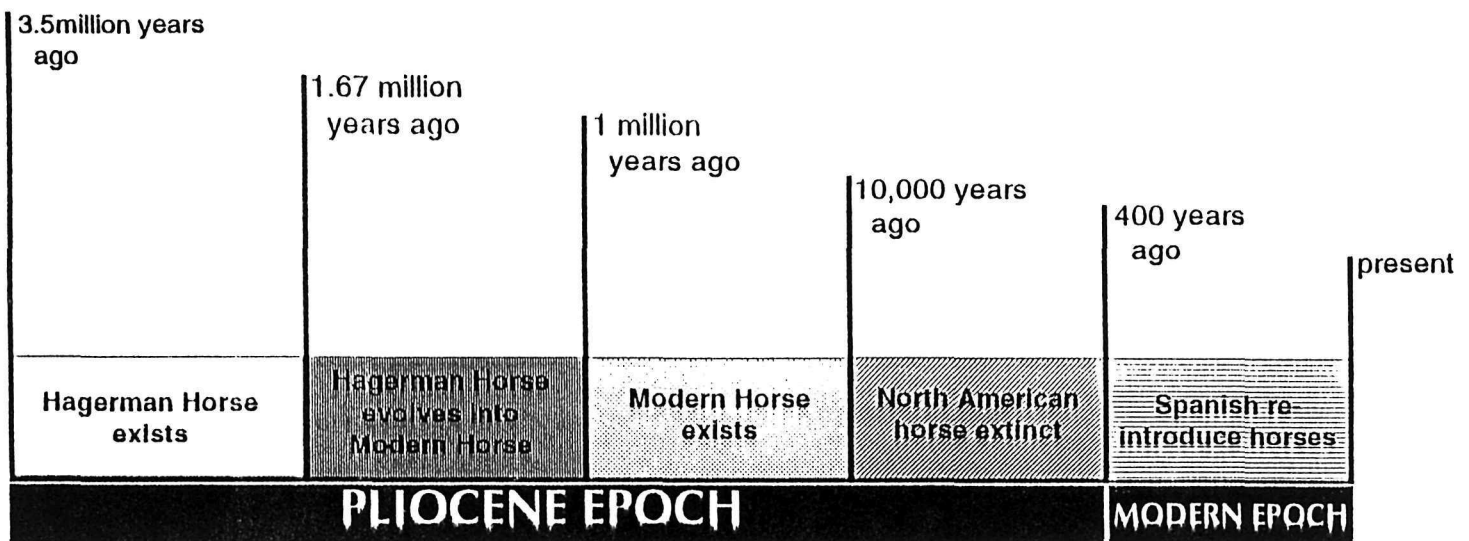 3.5million years
ago
1.67 million
years ago
1 million
years ago
10,000 years
ago
400 years
ago
present
Hagerman Horse
exists
Hagerman Horse
evolves into
Modern Horse
Modern Horse
exists
North American
horse extinct
Spanish re-
introduce horses
PLIOCENE EPOCH
MODERN EPOCH